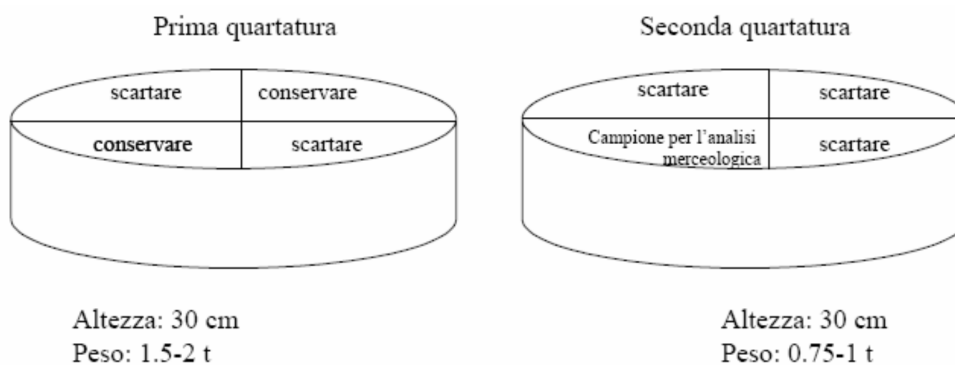 Prima quartatura
scartare
conservare
conservare
scartare
Altezza: 30 cm
Peso: 1.5-2 t
Seconda quartatura
scartare
scartare
Campione per l'analisi
merceologica
scartare
Altezza: 30 cm
Peso: 0.75-1 t